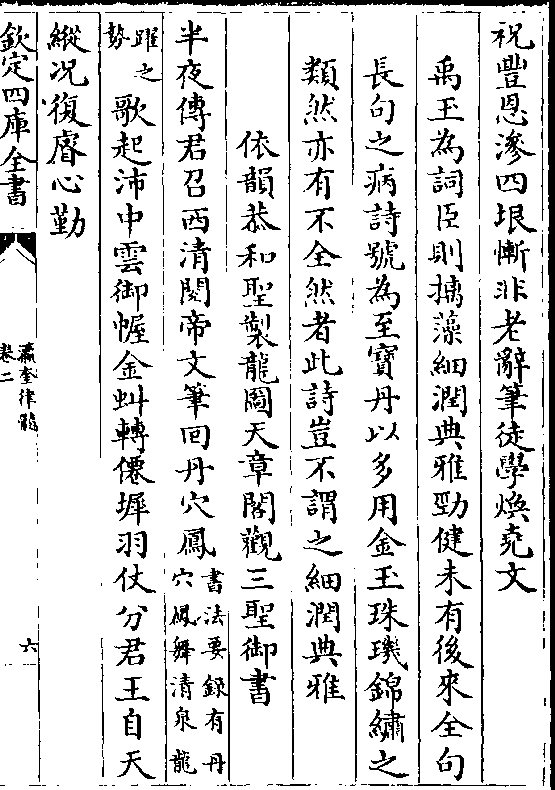 祝豐恩滲四垠慚非老辭筆徒學煥堯文
禹玉為詞臣則摛藻細潤典雅勁健未有後來全句
長句之病詩號為至寶丹以多用金玉珠璣錦繡之
類然亦有不全然者此詩豈不謂之細潤典雅
依韻恭和聖製龍圖天章閣觀三聖御書
半夜傳君召西清閱帝文筆回丹穴鳳書法要錄有丹
穴鳳舞清泉龍
躍之
勢歌起沛中雲御幄金虯轉僊墀羽仗分君王自天
縱況復睿心勤
欽定四庫全書
瀛奎律髓
卷二
六